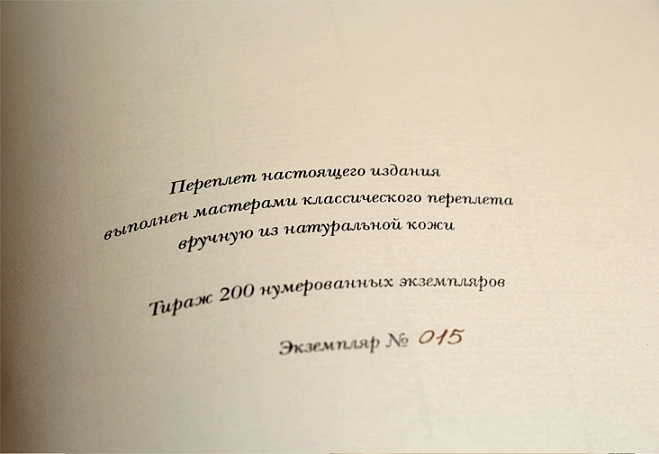 Переплет настоящего издания
выполнен мастерами классического переплета
вручную из натуральной кожи
Тираж 200 нумерованных экземпляров
Экземпляр № 015